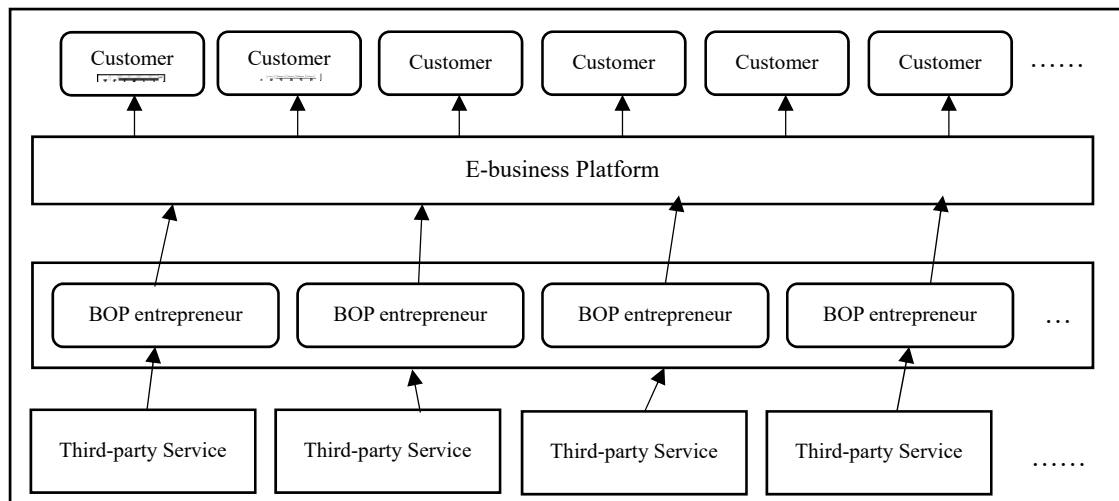 Customer
Customer
Customer
Customer
Customer
Customer
……
E-business Platform
BOP entrepreneur
BOP entrepreneur
BOP entrepreneur
BOP entrepreneur
…
Third-party Service
Third-party Service
Third-party Service
Third-party Service
……